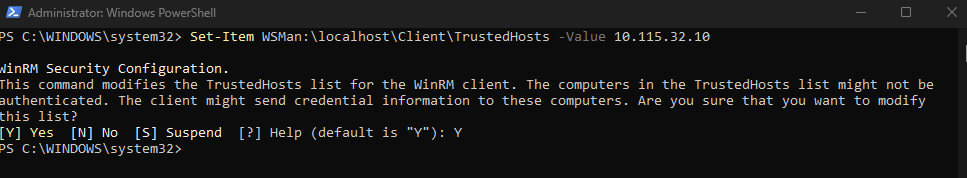 Administrator: Windows PowerShell
PS C:\WINDOWS\system32> Set-Item WSMan:\localhost\Client\TrustedHosts -Value 10.115.32.10
WinRM Security Configuration.
This command modifies the TrustedHosts list for the WinRM client. The computers in the TrustedHosts list might not be
authenticated. The client might send credential information to these computers. Are you sure that you want to modify
this list?
[Y] Yes  [N] No  [S] Suspend  [?] Help (default is "Y"): Y
PS C:\WINDOWS\system32>